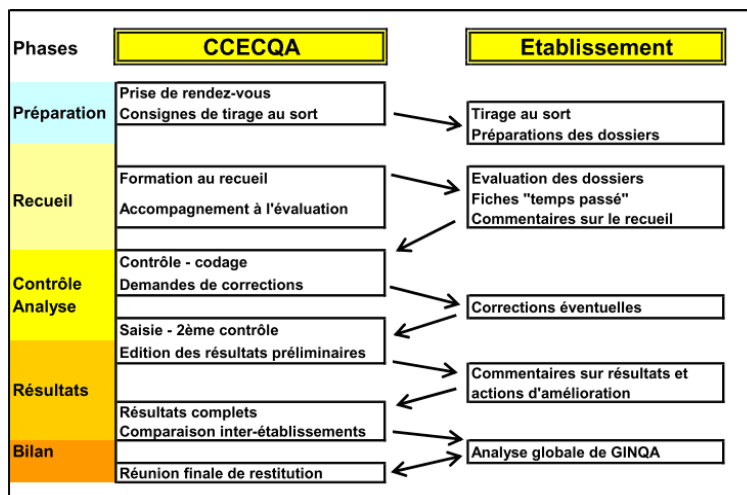 Phases
CCECQA
Etablissement
Préparation
Prise de rendez-vous
Consignes de tirage au sort
Tirage au sort
Préparations des dossiers
Recueil
Formation au recueil
Accompagnement à l'évaluation
Evaluation des dossiers
Fiches "temps passé"
Commentaires sur le recueil
Contrôle
Analyse
Contrôle - codage
Demandes de corrections
Corrections éventuelles
Saisie - 2ème contrôle
Edition des résultats préliminaires
Résultats
Commentaires sur résultats et
actions d'amélioration
Résultats complets
Comparaison inter-établissements
Bilan
Analyse globale de GINQA
Réunion finale de restitution